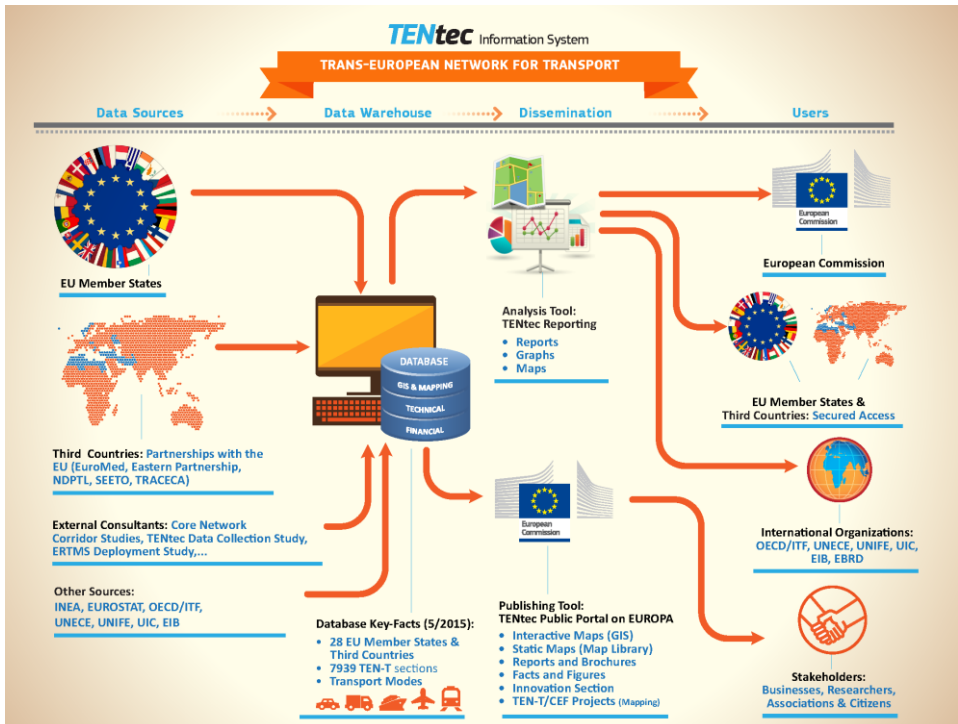 TENtec Information System
TRANS-EUROPEAN NETWORK FOR TRANSPORT
Data Sources
Data Warehouse
Dissemination
Users
EU Member States
Third Countries: Partnerships with the
EU (EuroMed, Eastern Partnership,
NDPTL, SEETO, TRACECA)
External Consultants: Core Network
Corridor Studies, TENtec Data Collection Study,
ERTMS Deployment Study,...
Other Sources:
INEA, EUROSTAT, OECD/ITF,
UNECE, UNIFE, UIC, EIB
DATABASE
GIS & MAPPING
TECHNICAL
FINANCIAL
Database Key-Facts (5/2015):
• 28 EU Member States &
Third Countries
• 7939 TEN-T sections
• Transport Modes
Analysis Tool:
TENtec Reporting
• Reports
• Graphs
• Maps
European
Commission
Publishing Tool:
TENtec Public Portal on EUROPA
• Interactive Maps (GIS)
• Static Maps (Map Library)
• Reports and Brochures
• Facts and Figures
• Innovation Section
• TEN-T/CEF Projects (Mapping)
European
Commission
European Commission
EU Member States &
Third Countries: Secured Access
International Organizations:
OECD/ITF, UNECE, UNIFE, UIC,
EIB, EBRD
Stakeholders:
Businesses, Researchers,
Associations & Citizens